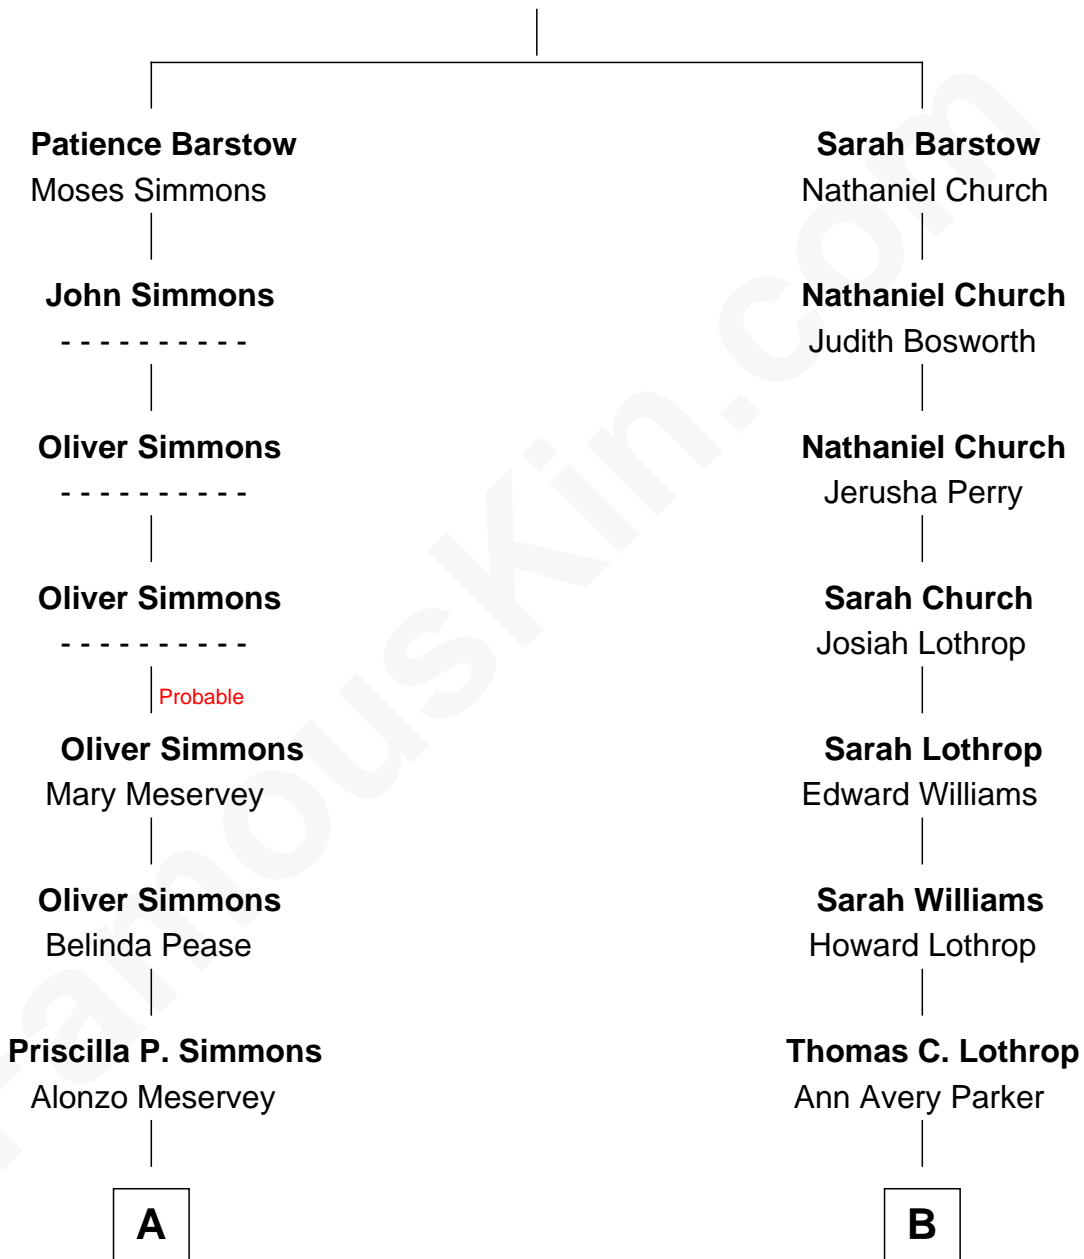 Patience Barstow
Moses Simmons
John Simmons
- - - - - - - - - -
Oliver Simmons
- - - - - - - - - -
Oliver Simmons
- - - - - - - - - -
Probable
Oliver Simmons
Mary Meservey
Oliver Simmons
Belinda Pease
Priscilla P. Simmons
Alonzo Meservey
A
Sarah Barstow
Nathaniel Church
Nathaniel Church
Judith Bosworth
Nathaniel Church
Jerusha Perry
Sarah Church
Josiah Lothrop
Sarah Lothrop
Edward Williams
Sarah Williams
Howard Lothrop
Thomas C. Lothrop
Ann Avery Parker
B
FamousKin.com